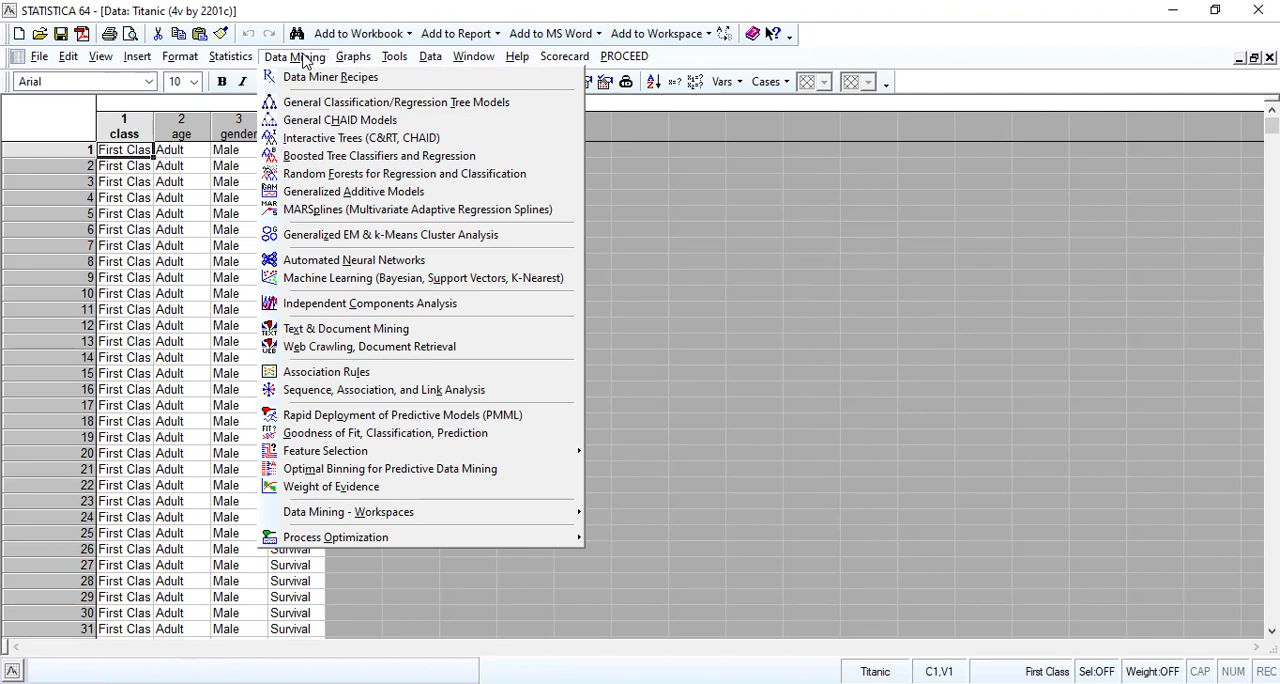 STATISTICA 64 - [Data: Titanic (4v by 2201c)]
Add to Workbook Add to Report Add to MS Word Add to Workspace
File Edit View Insert Format Statistics Data Mining Graphs Tools Data Window Help Scorecard PROCEED
Arial 10 B I Vars Cases
Data Miner Recipes
General Classification/Regression Tree Models
General CHAID Models
Interactive Trees (C&RT, CHAID)
Boosted Tree Classifiers and Regression
Random Forests for Regression and Classification
Generalized Additive Models
MARSplines (Multivariate Adaptive Regression Splines)
Generalized EM & k-Means Cluster Analysis
Automated Neural Networks
Machine Learning (Bayesian, Support Vectors, K-Nearest)
Independent Components Analysis
Text & Document Mining
Web Crawling, Document Retrieval
Association Rules
Sequence, Association, and Link Analysis
Rapid Deployment of Predictive Models (PMML)
Goodness of Fit, Classification, Prediction
Feature Selection
Optimal Binning for Predictive Data Mining
Weight of Evidence
Data Mining - Workspaces
Process Optimization
1 2 3
class age gender
1 First Clas Adult Male
2 First Clas Adult Male
3 First Clas Adult Male
4 First Clas Adult Male
5 First Clas Adult Male
6 First Clas Adult Male
7 First Clas Adult Male
8 First Clas Adult Male
9 First Clas Adult Male
10 First Clas Adult Male
11 First Clas Adult Male
12 First Clas Adult Male
13 First Clas Adult Male
14 First Clas Adult Male
15 First Clas Adult Male
16 First Clas Adult Male
17 First Clas Adult Male
18 First Clas Adult Male
19 First Clas Adult Male
20 First Clas Adult Male
21 First Clas Adult Male
22 First Clas Adult Male
23 First Clas Adult Male
24 First Clas Adult Male
25 First Clas Adult Male
26 First Clas Adult Male Survival
27 First Clas Adult Male Survival
28 First Clas Adult Male Survival
29 First Clas Adult Male Survival
30 First Clas Adult Male Survival
31 First Clas Adult Male Survival
Titanic C1,V1 First Class Sel:OFF Weight:OFF CAP NUM REC